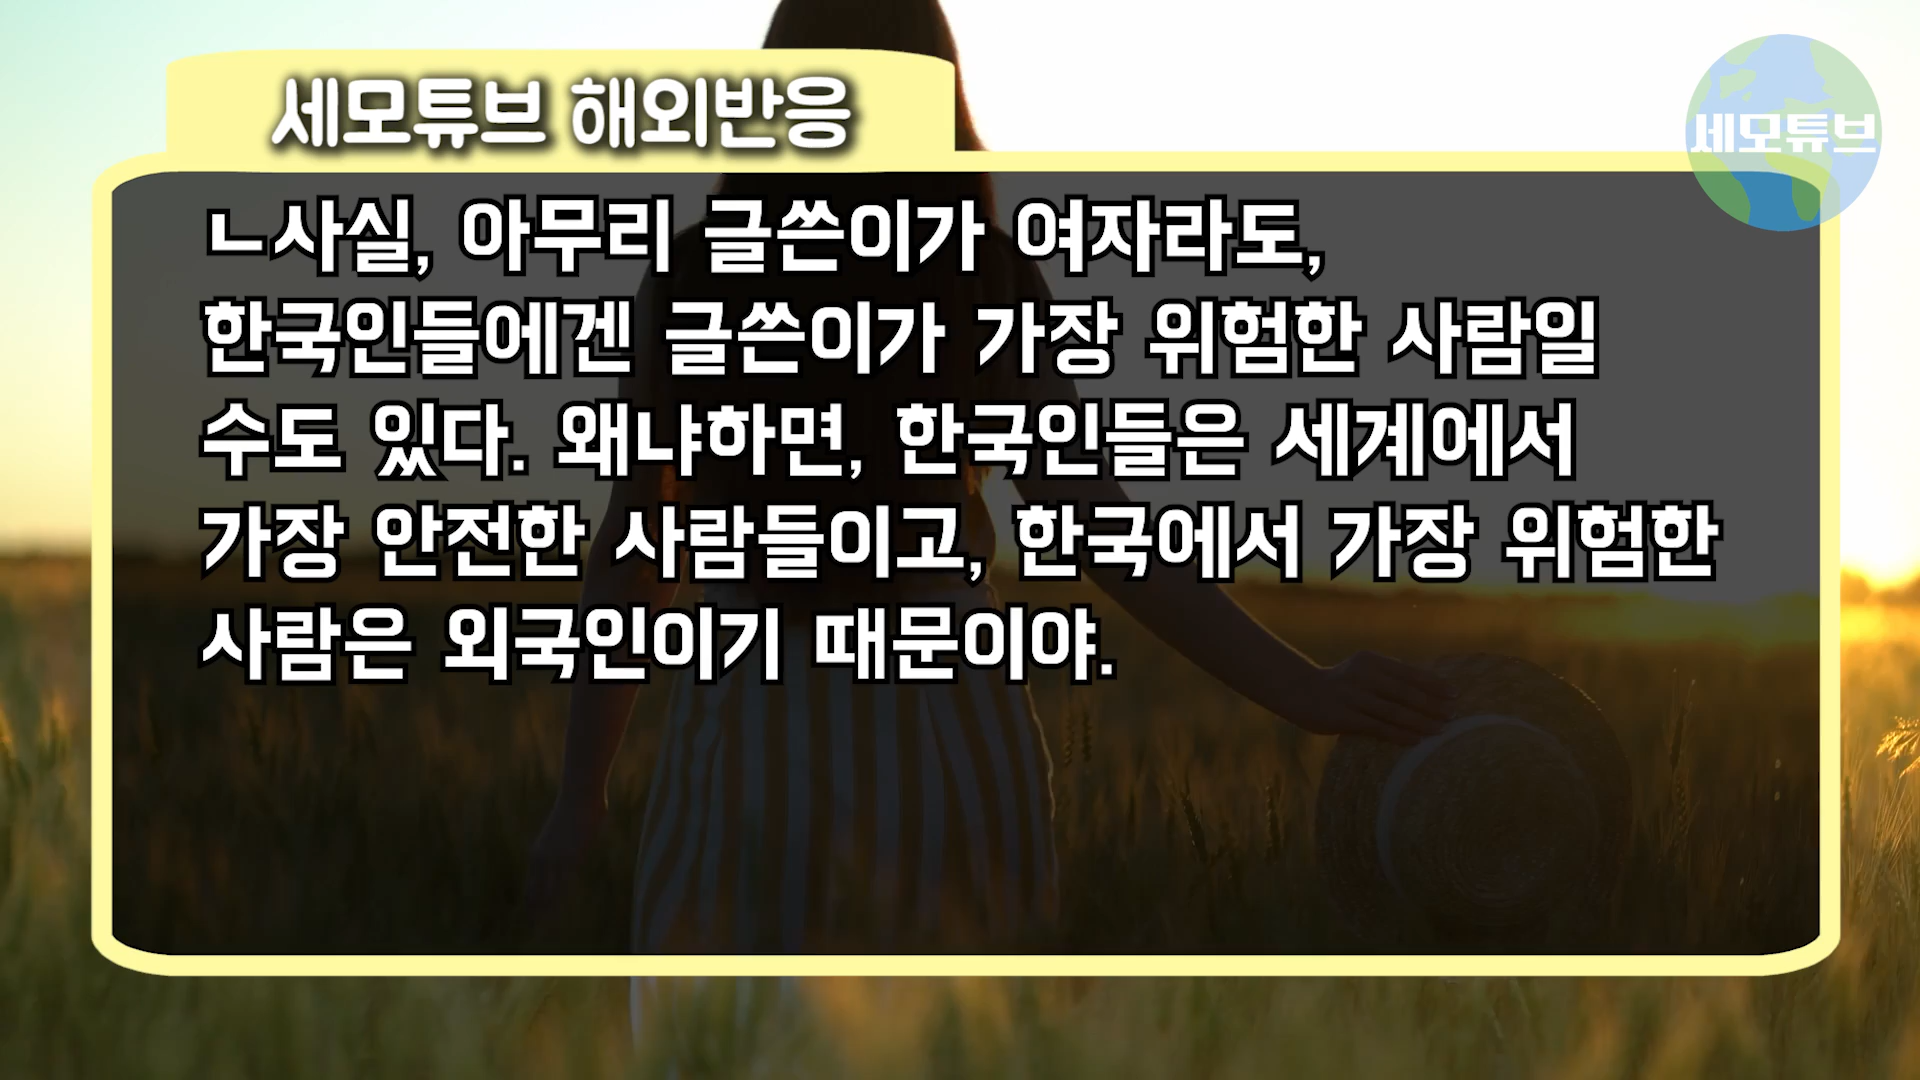 세모튜브 해외반응
세모튜브
ㄴ사실, 아무리 글쓴이가 여자라도,
한국인들에겐 글쓴이가 가장 위험한 사람일
수도 있다. 왜냐하면, 한국인들은 세계에서
가장 안전한 사람들이고, 한국에서 가장 위험한
사람은 외국인이기 때문이야.